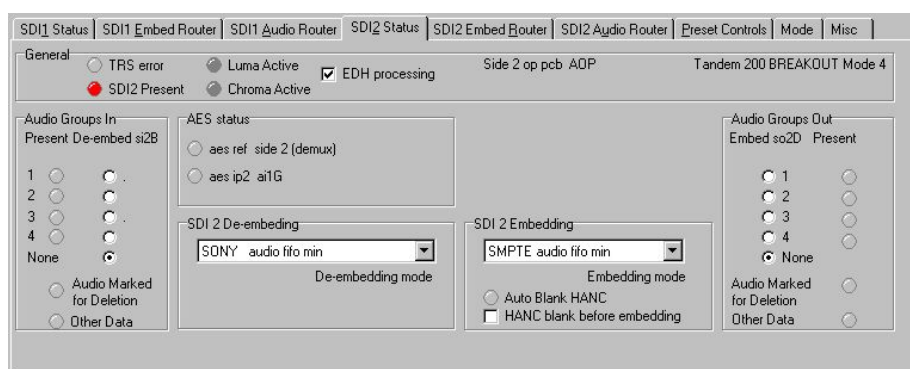 SDI1 Status SDI1 Embed Router SDI1 Audio Router SDI2 Status SDI2 Embed Router SDI2 Audio Router Preset Controls Mode Misc
General
TRS error Luma Active EDH processing Side 2 op pcb AOP Tandem 200 BREAKOUT Mode 4
SDI2 Present Chroma Active
Audio Groups In
Present De-embed si2B
1 .
2
3 .
4
None
Audio Marked
for Deletion
Other Data
AES status
aes ref side 2 (demux)
aes ip2 ai1G
SDI 2 De-embeding
SONY audio fifo min
De-embedding mode
SDI 2 Embedding
SMPTE audio fifo min
Embedding mode
Auto Blank HANC
HANC blank before embedding
Audio Groups Out
Embed so2D Present
1
2
3
4
None
Audio Marked
for Deletion
Other Data